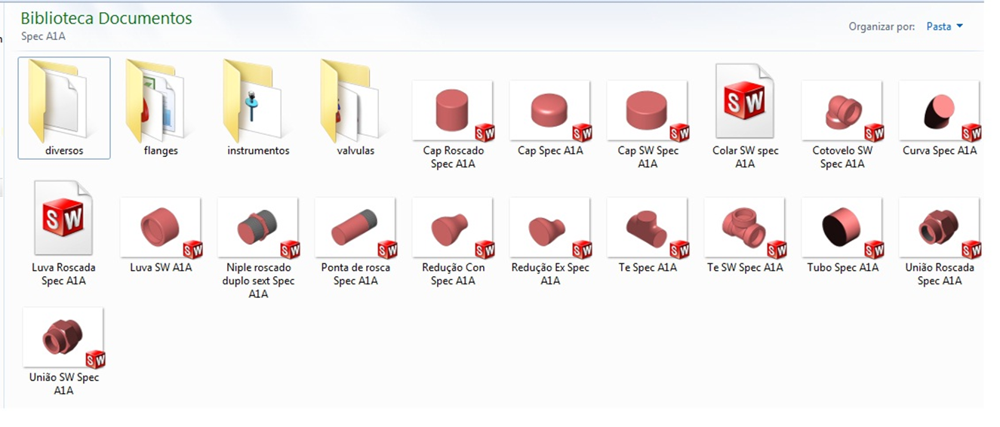 Biblioteca Documentos
Spec A1A
Organizar por: Pasta
diversos
flanges
instrumentos
valvulas
Cap Roscado
Spec A1A
Cap Spec A1A
Cap SW Spec
A1A
Colar SW spec
A1A
Cotovelo SW
Spec A1A
Curva Spec A1A
Luva Roscada
Spec A1A
Luva SW A1A
Niple roscado
duplo sext Spec
A1A
Ponta de rosca
Spec A1A
Redução Con
Spec A1A
Redução Ex Spec
A1A
Te Spec A1A
Te SW Spec A1A
Tubo Spec A1A
União Roscada
Spec A1A
União SW Spec
A1A